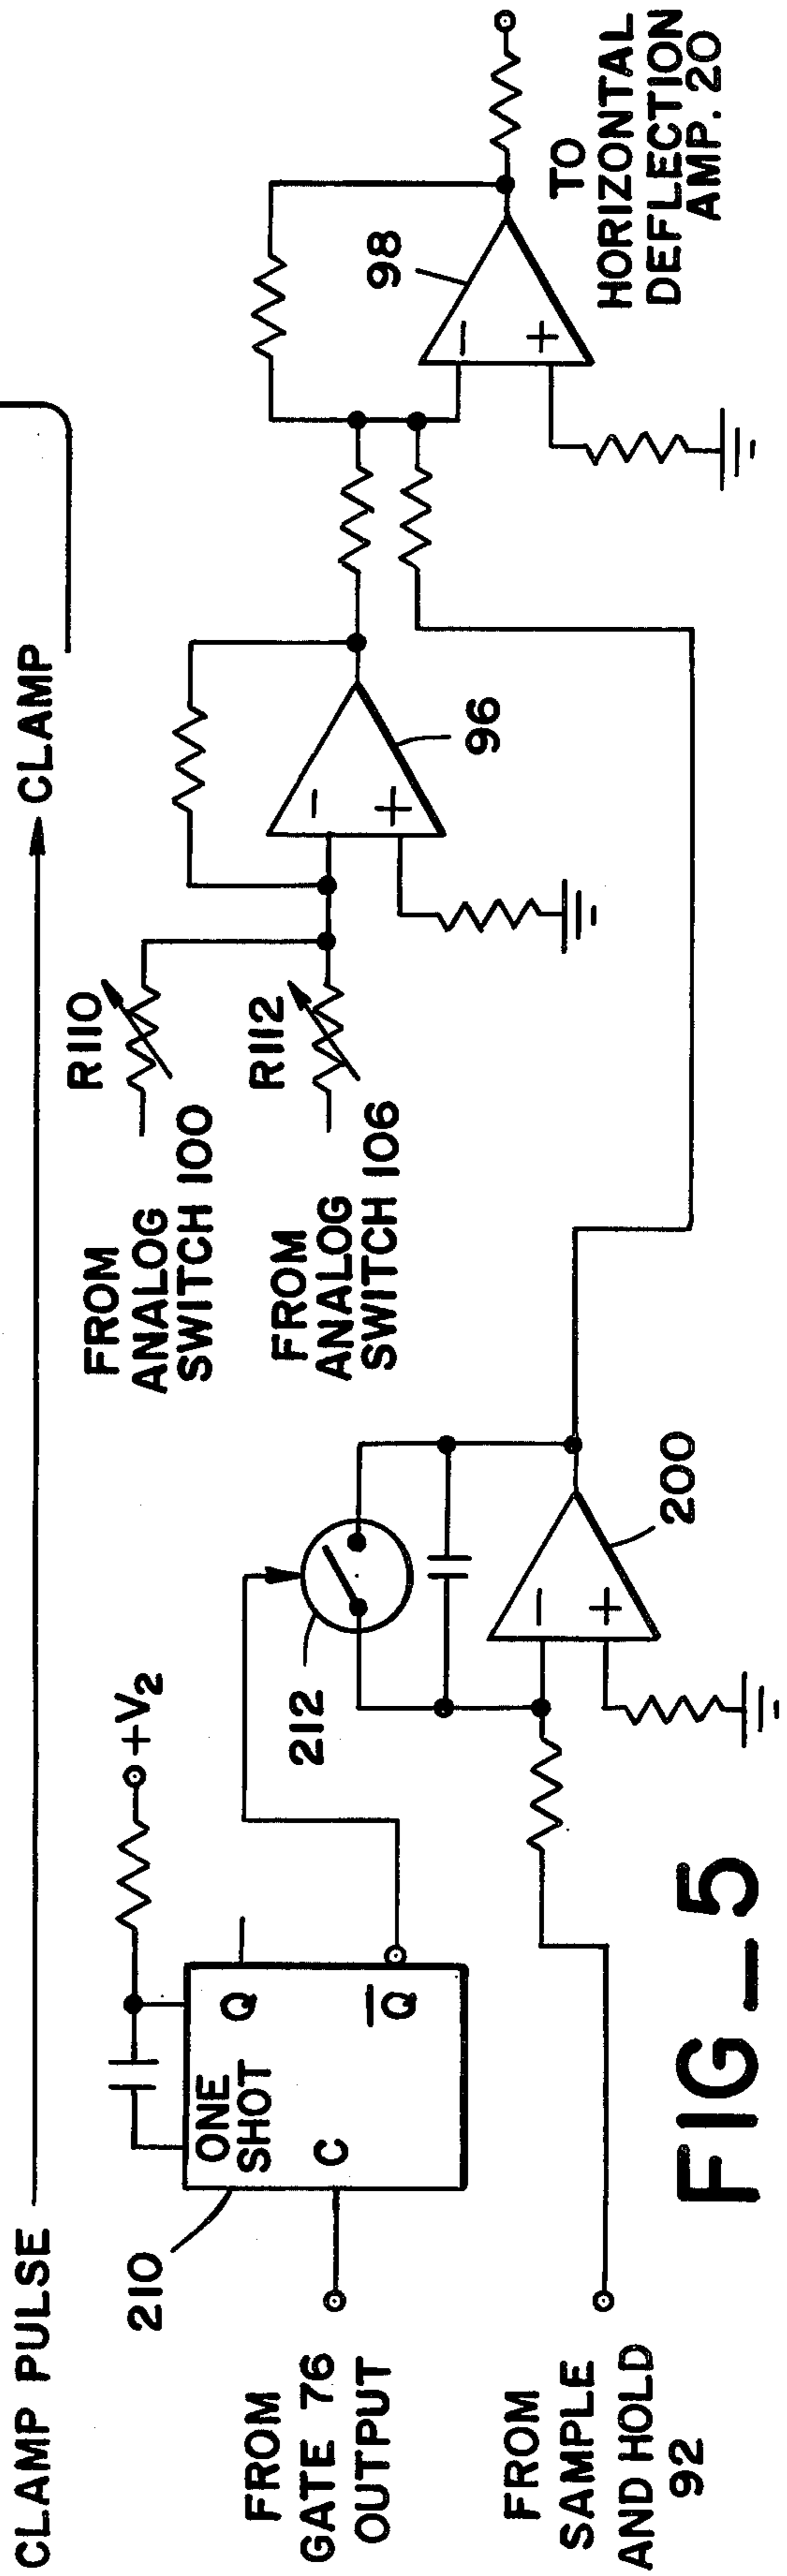 CLAMP PULSE
CLAMP
210
ONE
SHOT
Q
C
Q
+V2
FROM
GATE 76
OUTPUT
FROM
SAMPLE
AND HOLD
92
212
200
−
+
FROM
ANALOG
SWITCH 100
R110
FROM
ANALOG
SWITCH 106
R112
−
+
96
98
−
+
TO
HORIZONTAL
DEFLECTION
AMP. 20
FIG_5